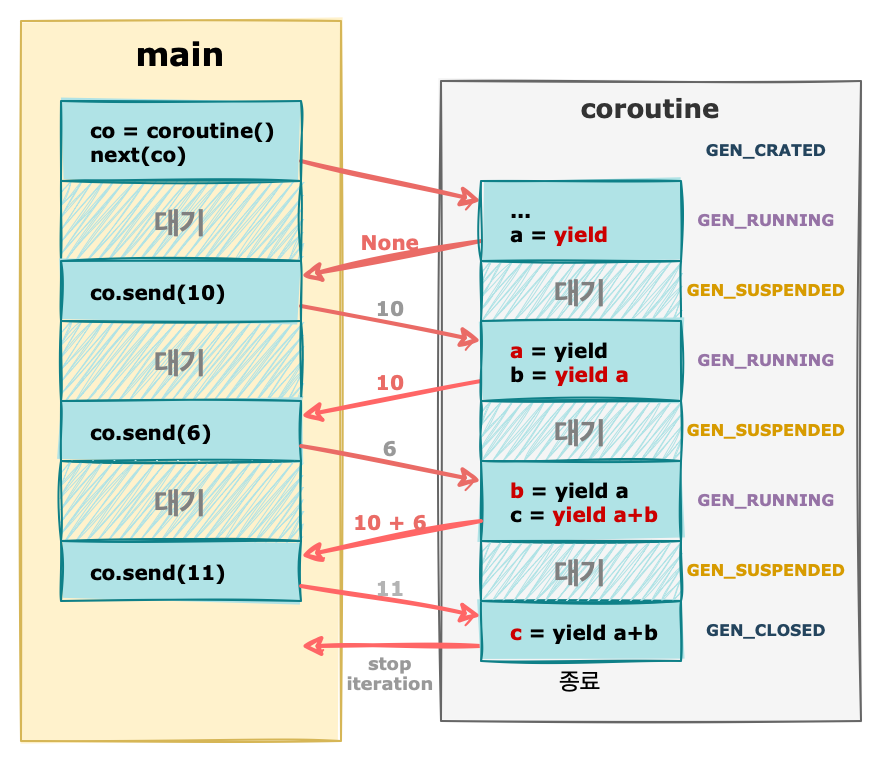 main
co = coroutine()
next(co)
대기
co.send(10)
대기
co.send(6)
대기
co.send(11)
None
10
10
6
10 + 6
11
stop
iteration
coroutine
GEN_CRATED
...
a = yield
GEN_RUNNING
대기
GEN_SUSPENDED
a = yield
b = yield a
GEN_RUNNING
대기
GEN_SUSPENDED
b = yield a
c = yield a+b
GEN_RUNNING
대기
GEN_SUSPENDED
c = yield a+b
GEN_CLOSED
종료